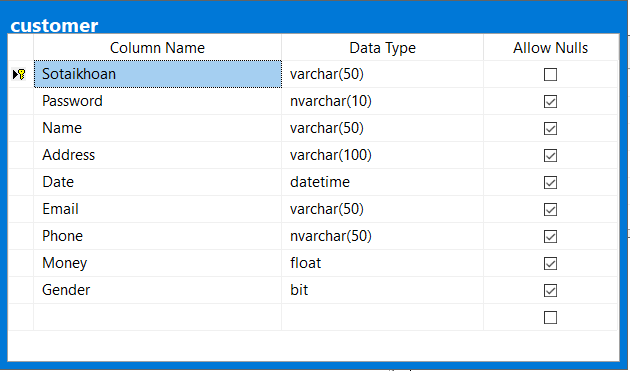 customer
Column Name Data Type Allow Nulls
Sotaikhoan varchar(50)
Password nvarchar(10)
Name varchar(50)
Address varchar(100)
Date datetime
Email varchar(50)
Phone nvarchar(50)
Money float
Gender bit